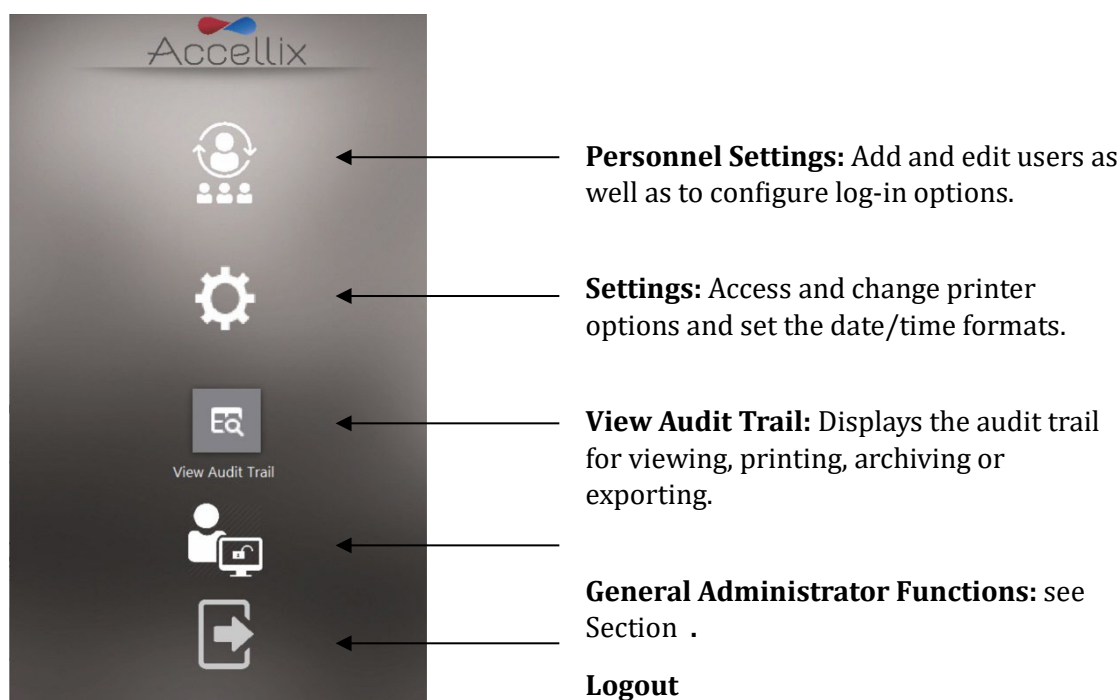 Accellix
Personnel Settings: Add and edit users as
well as to configure log-in options.
Settings: Access and change printer
options and set the date/time formats.
View Audit Trail
View Audit Trail: Displays the audit trail
for viewing, printing, archiving or
exporting.
General Administrator Functions: see
Section .
Logout